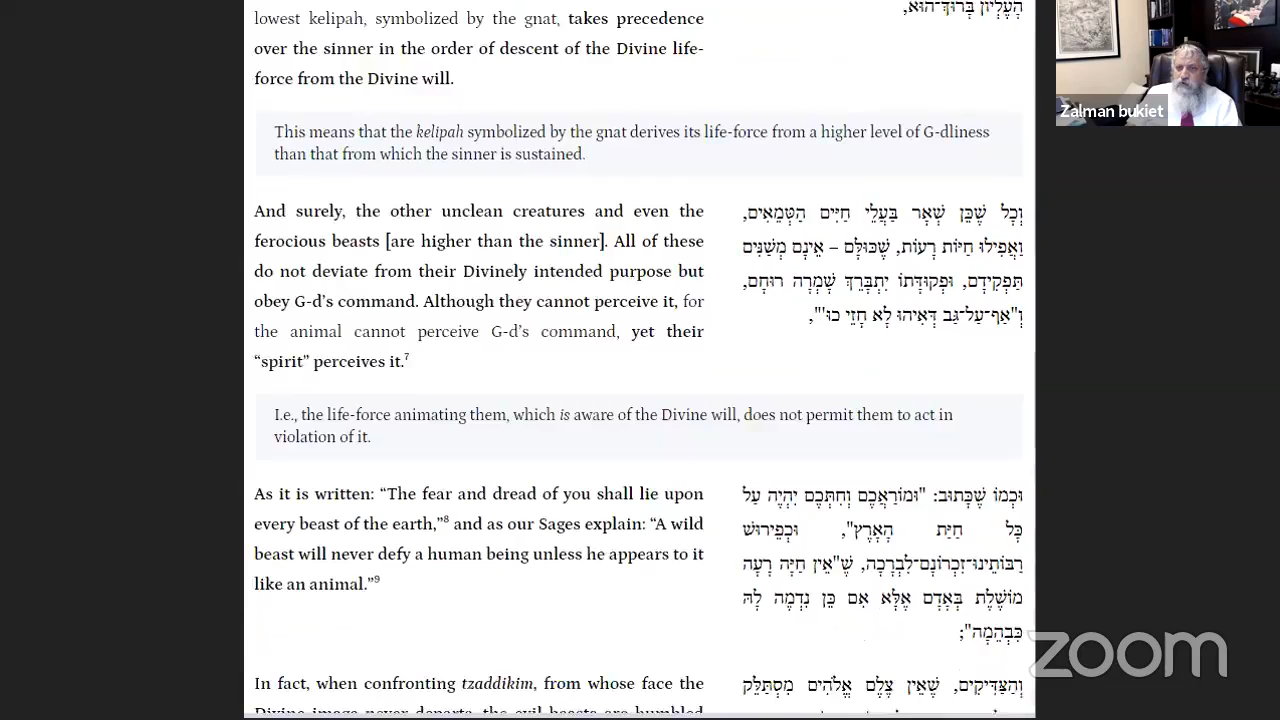 lowest kelipah, symbolized by the gnat, takes precedence
over the sinner in the order of descent of the Divine life-
force from the Divine will.
הָעֶלְיוֹן בָּרוּךְ־הוּא,
This means that the kelipah symbolized by the gnat derives its life-force from a higher level of G-dliness
than that from which the sinner is sustained.
And surely, the other unclean creatures and even the
ferocious beasts [are higher than the sinner]. All of these
do not deviate from their Divinely intended purpose but
obey G-d’s command. Although they cannot perceive it, for
the animal cannot perceive G-d’s command, yet their
“spirit” perceives it.7
וְכָל שֶׁכֵּן שְׁאָר בַּעֲלֵי חַיִּים הַטְּמֵאִים,
וַאֲפִילוּ חַיּוֹת רָעוֹת, שֶׁכּוּלָּם – אֵינָם מְשַׁנִּים
תַּפְקִידָם, וּפְקוּדָּתוֹ יִתְבָּרֵךְ שָׁמְרָה רוּחָם,
וְ"אַף־עַל־גַּב דְּאִיהוּ לָא חָזֵי כוּ'",
I.e., the life-force animating them, which is aware of the Divine will, does not permit them to act in
violation of it.
As it is written: “The fear and dread of you shall lie upon
every beast of the earth,”8 and as our Sages explain: “A wild
beast will never defy a human being unless he appears to it
like an animal.”9
וּכְמוֹ שֶׁכָּתוּב: "וּמוֹרַאֲכֶם וְחִתְּכֶם יִהְיֶה עַל
כָּל חַיַּת הָאָרֶץ", וּכְפֵירוּשׁ
רַבּוֹתֵינוּ־זִכְרוֹנָם־לִבְרָכָה, שֶׁ"אֵין חַיָּה רָעָה
מוֹשֶׁלֶת בְּאָדָם אֶלָּא אִם כֵּן נִדְמֶה לָהּ
כִּבְהֵמָה";
In fact, when confronting tzaddikim, from whose face the
Divine image never departs, the evil beasts are humbled
וְהַצַּדִּיקִים, שֶׁאֵין צֶלֶם אֱלֹהִים מִסְתַּלֵּק
Zalman bukiet
zoom